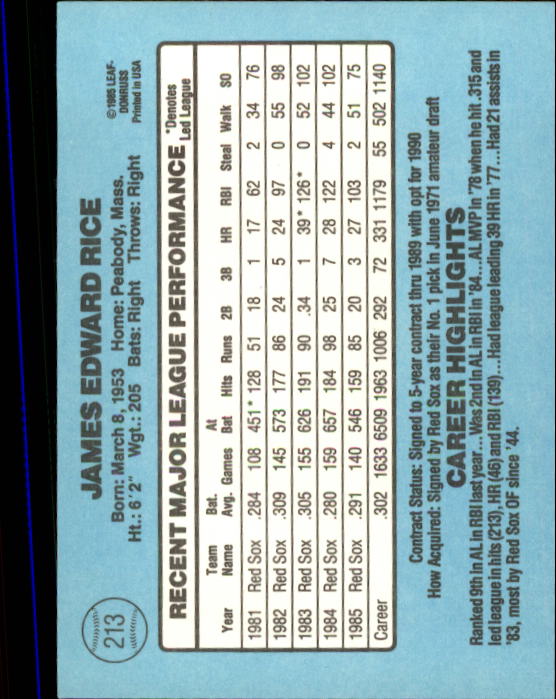 213
JAMES EDWARD RICE
Born: March 8, 1953 Home: Peabody, Mass.
Ht.: 6'2" Wgt.: 205 Bats: Right Throws: Right
©1985 LEAF-
DONRUSS
Printed in USA
RECENT MAJOR LEAGUE PERFORMANCE
*Denotes
Led League
Year Team Name Bat. Avg. Games At Bat Hits Runs 2B 3B HR RBI Steal Walk SO
1981 Red Sox .284 108 451* 128 51 18 1 17 62 2 34 76
1982 Red Sox .309 145 573 177 86 24 5 24 97 0 55 98
1983 Red Sox .305 155 626 191 90 .34 1 39* 126* 0 52 102
1984 Red Sox .280 159 657 184 98 25 7 28 122 4 44 102
1985 Red Sox .291 140 546 159 85 20 3 27 103 2 51 75
Career .302 1633 6509 1963 1006 292 72 331 1179 55 502 1140
Contract Status: Signed to 5-year contract thru 1989 with opt for 1990
How Acquired: Signed by Red Sox as their No. 1 pick in June 1971 amateur draft
CAREER HIGHLIGHTS
Ranked 9th in AL in RBI last year...Was 2nd in AL in RBI in '84...AL MVP in '78 when he hit .315 and
led league in hits (213), HR (46) and RBI (139)...Had league leading 39 HR in '77...Had 21 assists in
'83, most by Red Sox OF since '44.